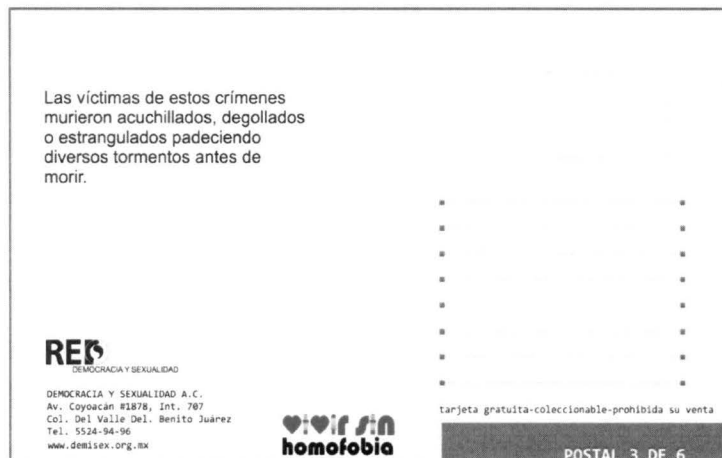 Las víctimas de estos crímenes
murieron acuchillados, degollados
o estrangulados padeciendo
diversos tormentos antes de
morir.
RED
DEMOCRACIA Y SEXUALIDAD
DEMOCRACIA Y SEXUALIDAD A.C.
Av. Coyoacán #1878, Int. 707
Col. Del Valle Del. Benito Juárez
Tel. 5524-94-96
www.demisex.org.mx
vivir sin
homofobia
tarjeta gratuita-coleccionable-prohibida su venta
POSTAL 3 DE 6